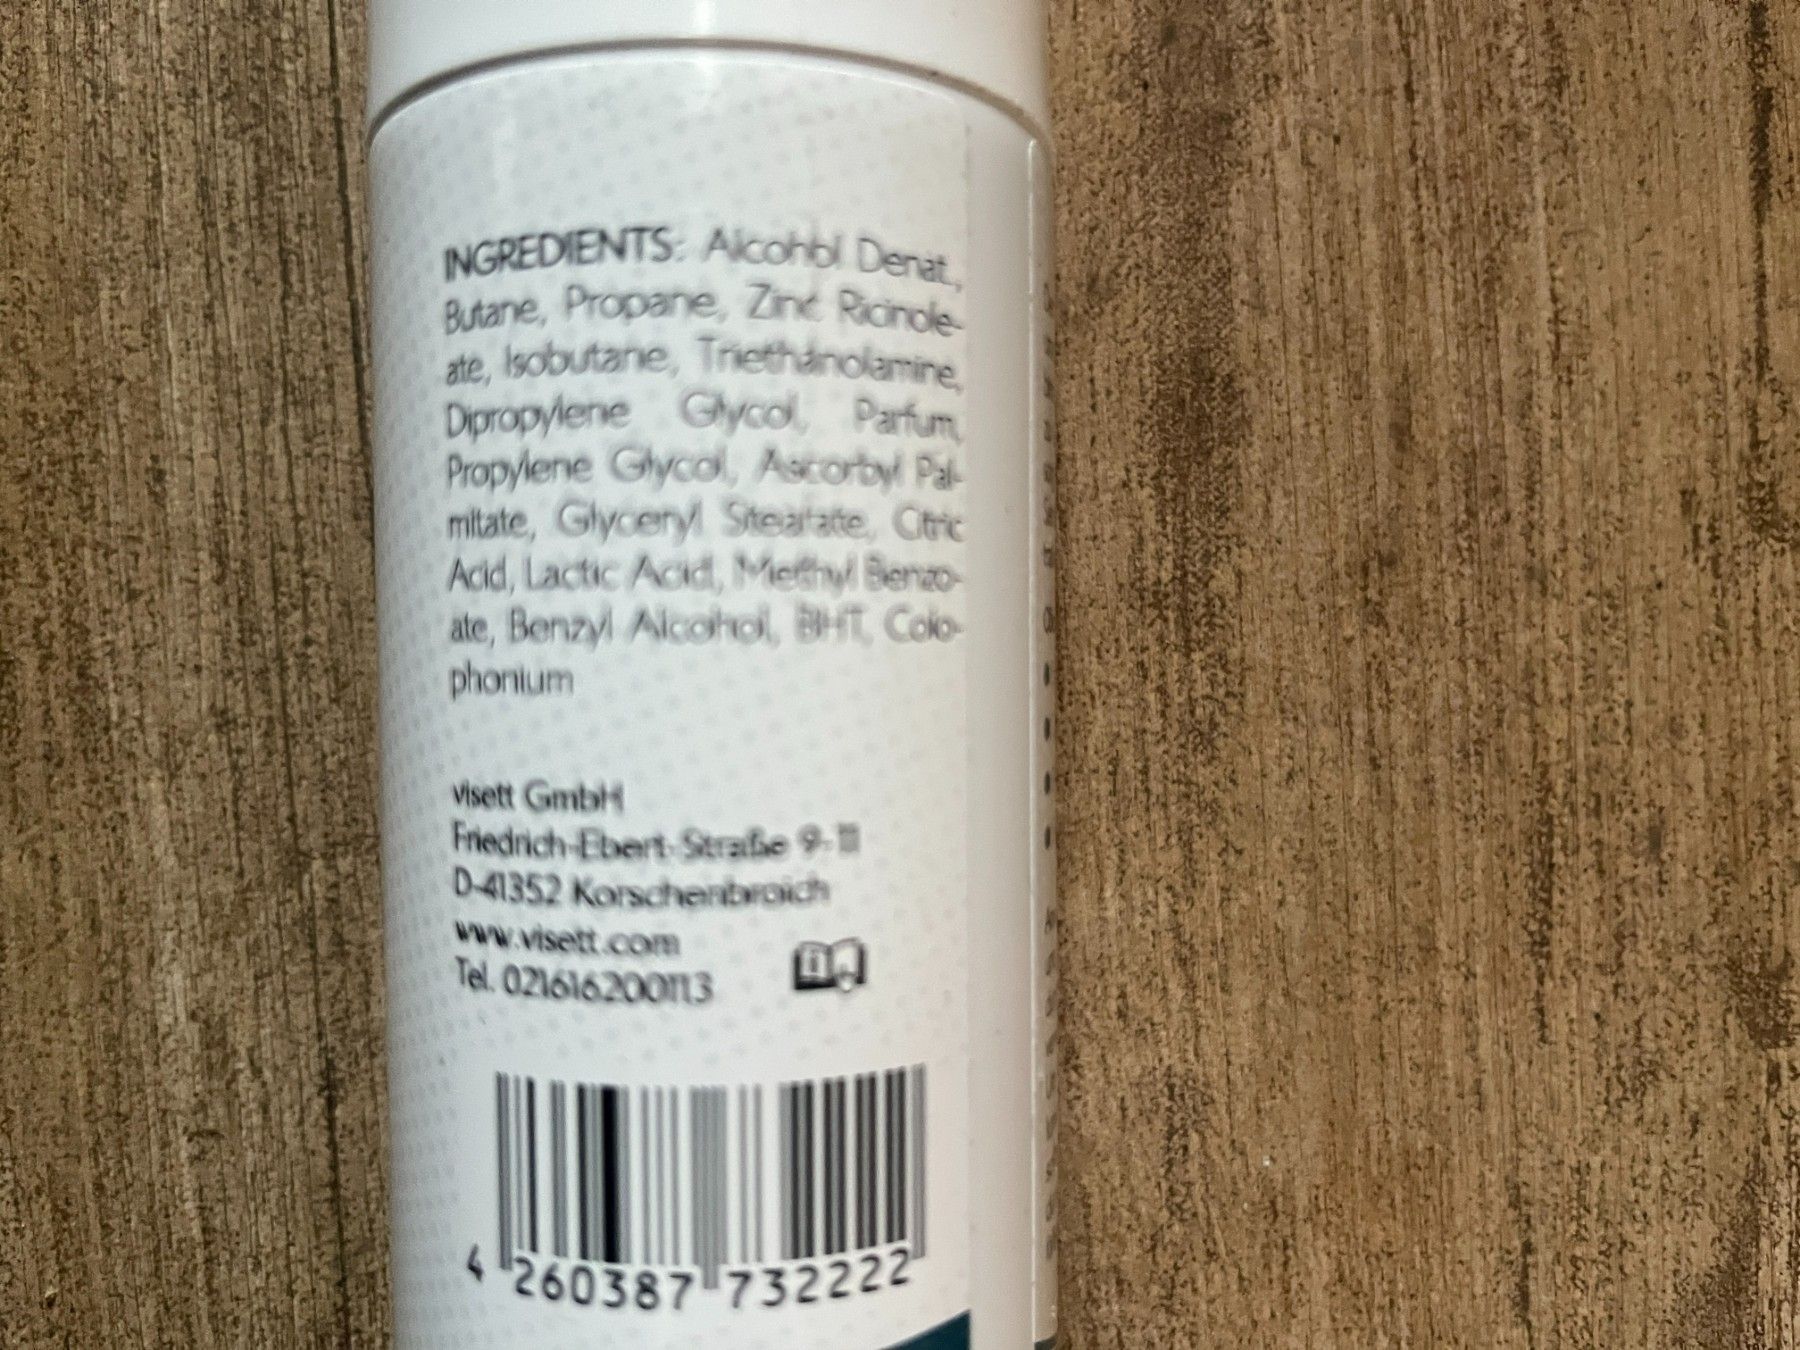 INGREDIENTS: Alcohol Denat.,
Butane, Propane, Zinc Ricinole-
ate, Isobutane, Triethanolamine,
Dipropylene Glycol, Parfum,
Propylene Glycol, Ascorbyl Pal-
mitate, Glyceryl Stearate, Citric
Acid, Lactic Acid, Methyl Benzo-
ate, Benzyl Alcohol, BHT, Colo-
phonium
visett GmbH
Friedrich-Ebert-Straße 9-11
D-41352 Korschenbroich
www.visett.com
Tel. 021616200113
4 260387 732222